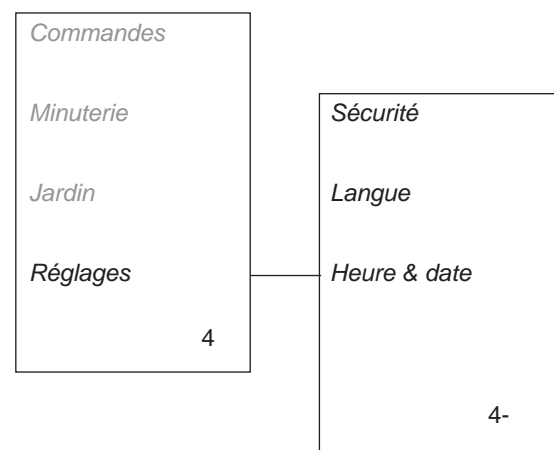 Commandes
Minuterie
Jardin
Réglages
4
Sécurité
Langue
Heure & date
4-